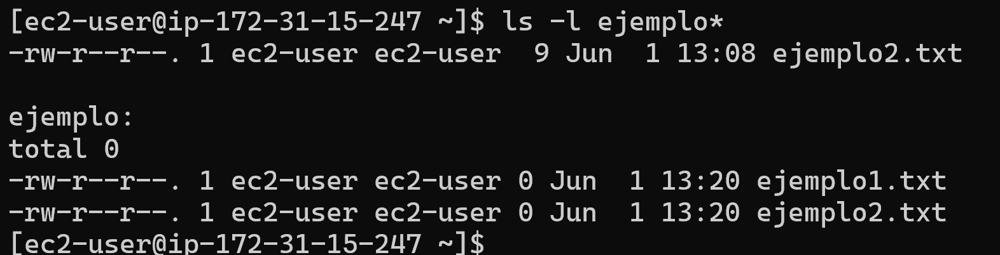 [ec2-user@ip-172-31-15-247 ~]$ ls -l ejemplo*
-rw-r--r--. 1 ec2-user ec2-user  9 Jun  1 13:08 ejemplo2.txt

ejemplo:
total 0
-rw-r--r--. 1 ec2-user ec2-user 0 Jun  1 13:20 ejemplo1.txt
-rw-r--r--. 1 ec2-user ec2-user 0 Jun  1 13:20 ejemplo2.txt
[ec2-user@ip-172-31-15-247 ~]$